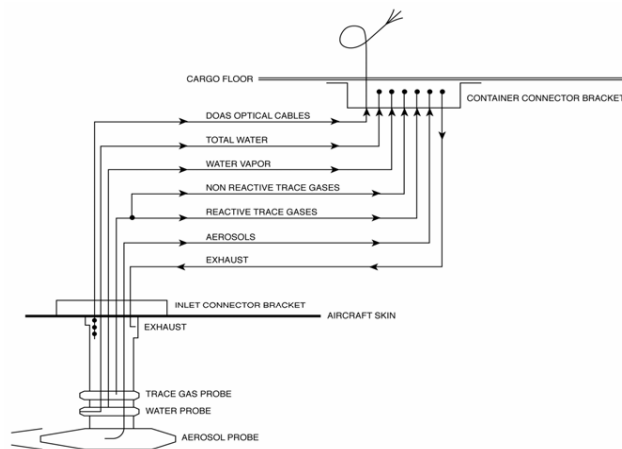 CARGO FLOOR
CONTAINER CONNECTOR BRACKET
DOAS OPTICAL CABLES
TOTAL WATER
WATER VAPOR
NON REACTIVE TRACE GASES
REACTIVE TRACE GASES
AEROSOLS
EXHAUST
INLET CONNECTOR BRACKET
AIRCRAFT SKIN
EXHAUST
TRACE GAS PROBE
WATER PROBE
AEROSOL PROBE